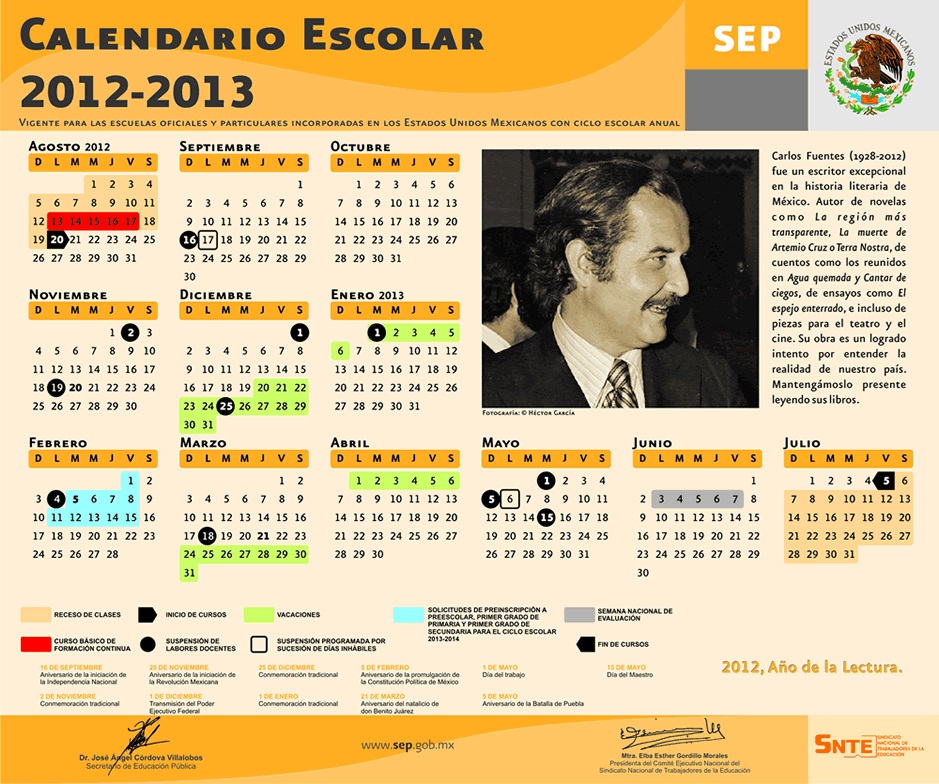 CALENDARIO ESCOLAR
2012-2013
SEP
ESTADOS UNIDOS MEXICANOS
VIGENTE PARA LAS ESCUELAS OFICIALES Y PARTICULARES INCORPORADAS EN LOS ESTADOS UNIDOS MEXICANOS CON CICLO ESCOLAR ANUAL
AGOSTO 2012
D L M M J V S
1 2 3 4
5 6 7 8 9 10 11
12 13 14 15 16 17 18
19 20 21 22 23 24 25
26 27 28 29 30 31
SEPTIEMBRE
D L M M J V S
1
2 3 4 5 6 7 8
9 10 11 12 13 14 15
16 17 18 19 20 21 22
23 24 25 26 27 28 29
30
OCTUBRE
D L M M J V S
1 2 3 4 5 6
7 8 9 10 11 12 13
14 15 16 17 18 19 20
21 22 23 24 25 26 27
28 29 30 31
NOVIEMBRE
D L M M J V S
1 2 3
4 5 6 7 8 9 10
11 12 13 14 15 16 17
18 19 20 21 22 23 24
25 26 27 28 29 30
DICIEMBRE
D L M M J V S
1
2 3 4 5 6 7 8
9 10 11 12 13 14 15
16 17 18 19 20 21 22
23 24 25 26 27 28 29
30 31
ENERO 2013
D L M M J V S
1 2 3 4 5
6 7 8 9 10 11 12
13 14 15 16 17 18 19
20 21 22 23 24 25 26
27 28 29 30 31
FOTOGRAFÍA: © HÉCTOR GARCÍA
Carlos Fuentes (1928-2012)
fue un escritor excepcional
en la historia literaria de
México. Autor de novelas
como La región más
transparente, La muerte de
Artemio Cruz o Terra Nostra, de
cuentos como los reunidos
en Agua quemada y Cantar de
ciegos, de ensayos como El
espejo enterrado, e incluso de
piezas para el teatro y el
cine. Su obra es un logrado
intento por entender la
realidad de nuestro país.
Mantengámoslo presente
leyendo sus libros.
FEBRERO
D L M M J V S
1 2
3 4 5 6 7 8 9
10 11 12 13 14 15 16
17 18 19 20 21 22 23
24 25 26 27 28
MARZO
D L M M J V S
1 2
3 4 5 6 7 8 9
10 11 12 13 14 15 16
17 18 19 20 21 22 23
24 25 26 27 28 29 30
31
ABRIL
D L M M J V S
1 2 3 4 5 6
7 8 9 10 11 12 13
14 15 16 17 18 19 20
21 22 23 24 25 26 27
28 29 30
MAYO
D L M M J V S
1 2 3 4
5 6 7 8 9 10 11
12 13 14 15 16 17 18
19 20 21 22 23 24 25
26 27 28 29 30 31
JUNIO
D L M M J V S
1
2 3 4 5 6 7 8
9 10 11 12 13 14 15
16 17 18 19 20 21 22
23 24 25 26 27 28 29
30
JULIO
D L M M J V S
1 2 3 4 5 6
7 8 9 10 11 12 13
14 15 16 17 18 19 20
21 22 23 24 25 26 27
28 29 30 31
RECESO DE CLASES
INICIO DE CURSOS
VACACIONES
SOLICITUDES DE PREINSCRIPCIÓN A
PREESCOLAR, PRIMER GRADO DE
PRIMARIA Y PRIMER GRADO DE
SECUNDARIA PARA EL CICLO ESCOLAR
2013-2014
SEMANA NACIONAL DE
EVALUACIÓN
CURSO BÁSICO DE
FORMACIÓN CONTINUA
SUSPENSIÓN DE
LABORES DOCENTES
SUSPENSIÓN PROGRAMADA POR
SUCESIÓN DE DÍAS INHÁBILES
FIN DE CURSOS
16 DE SEPTIEMBRE
Aniversario de la iniciación de
la Independencia Nacional
20 DE NOVIEMBRE
Aniversario de la iniciación de
la Revolución Mexicana
25 DE DICIEMBRE
Conmemoración tradicional
5 DE FEBRERO
Aniversario de la promulgación de
la Constitución Política de México
1 DE MAYO
Día del trabajo
15 DE MAYO
Día del Maestro
2 DE NOVIEMBRE
Conmemoración tradicional
1 DE DICIEMBRE
Transmisión del Poder
Ejecutivo Federal
1 DE ENERO
Conmemoración tradicional
21 DE MARZO
Aniversario del natalicio de
don Benito Juárez
5 DE MAYO
Aniversario de la Batalla de Puebla
2012, Año de la Lectura.
Dr. José Ángel Córdova Villalobos
Secretario de Educación Pública
www.sep.gob.mx
Mtra. Elba Esther Gordillo Morales
Presidenta del Comité Ejecutivo Nacional del
Sindicato Nacional de Trabajadores de la Educación
SNTE
SINDICATO
NACIONAL DE
TRABAJADORES DE LA
EDUCACIÓN